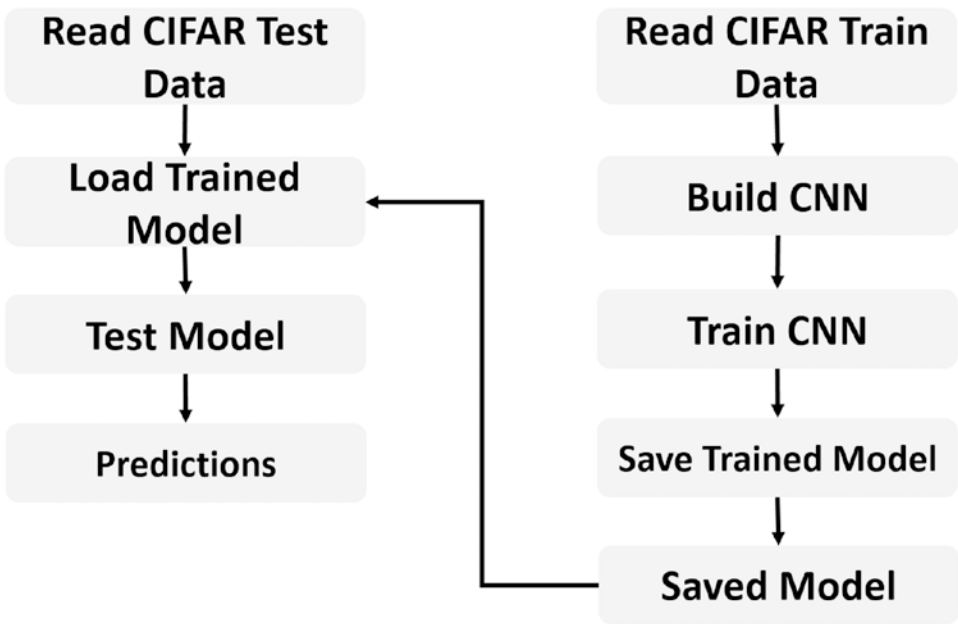 Read CIFAR Test
Data
Load Trained
Model
Test Model
Predictions
Read CIFAR Train
Data
Build CNN
Train CNN
Save Trained Model
Saved Model